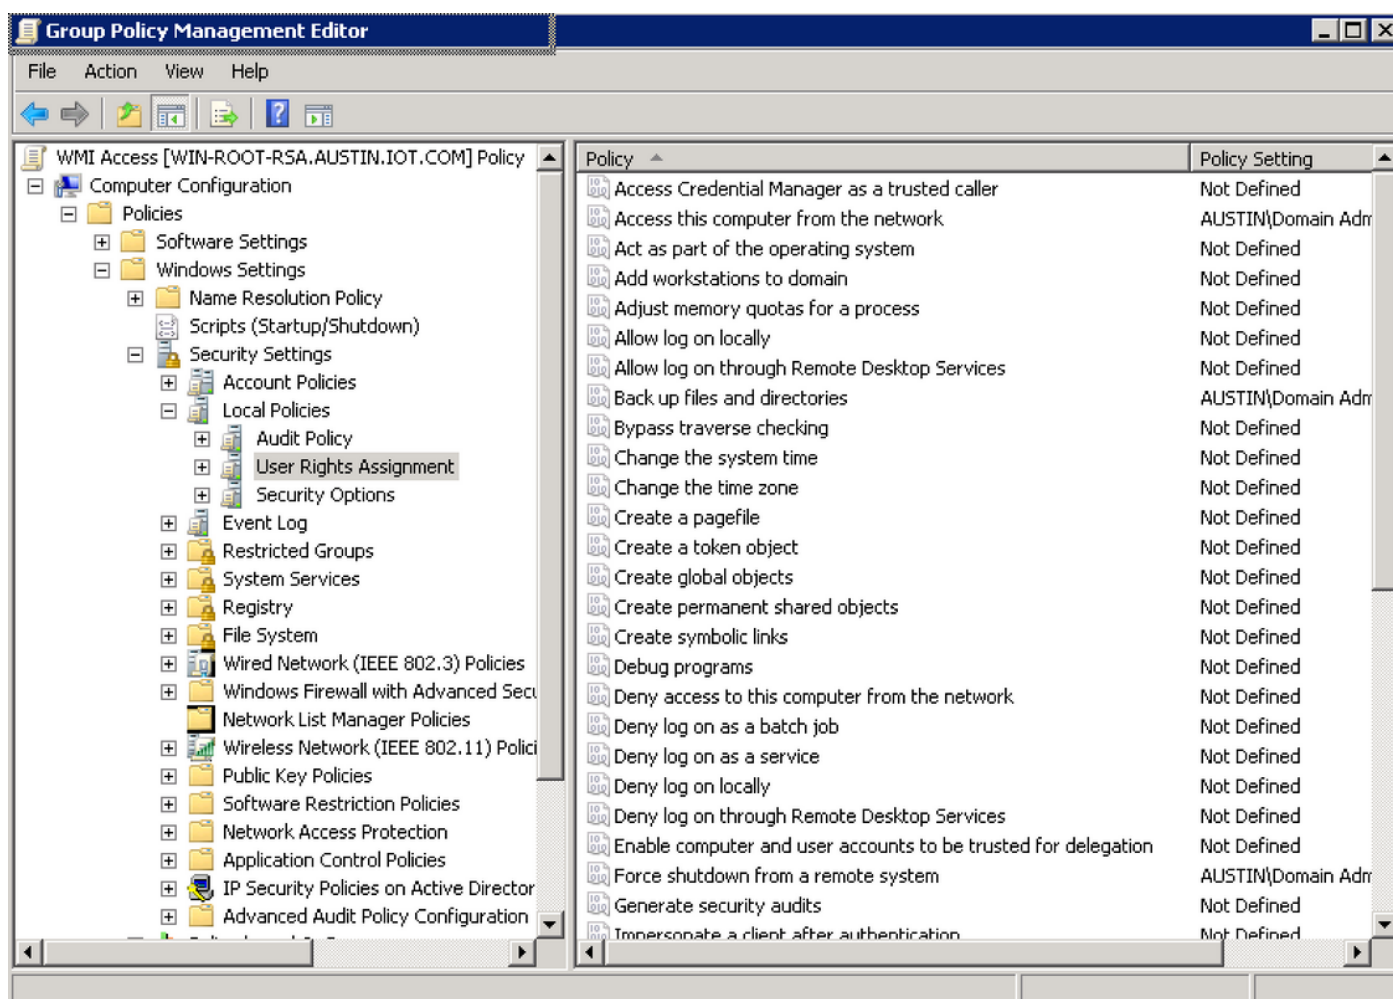 Group Policy Management Editor
File Action View Help
WMI Access [WIN-ROOT-RSA.AUSTIN.IOT.COM] Policy
Computer Configuration
Policies
Software Settings
Windows Settings
Name Resolution Policy
Scripts (Startup/Shutdown)
Security Settings
Account Policies
Local Policies
Audit Policy
User Rights Assignment
Security Options
Event Log
Restricted Groups
System Services
Registry
File System
Wired Network (IEEE 802.3) Policies
Windows Firewall with Advanced Secu
Network List Manager Policies
Wireless Network (IEEE 802.11) Polici
Public Key Policies
Software Restriction Policies
Network Access Protection
Application Control Policies
IP Security Policies on Active Director
Advanced Audit Policy Configuration
Policy Policy Setting
Access Credential Manager as a trusted caller Not Defined
Access this computer from the network AUSTIN\Domain Adm
Act as part of the operating system Not Defined
Add workstations to domain Not Defined
Adjust memory quotas for a process Not Defined
Allow log on locally Not Defined
Allow log on through Remote Desktop Services Not Defined
Back up files and directories AUSTIN\Domain Adm
Bypass traverse checking Not Defined
Change the system time Not Defined
Change the time zone Not Defined
Create a pagefile Not Defined
Create a token object Not Defined
Create global objects Not Defined
Create permanent shared objects Not Defined
Create symbolic links Not Defined
Debug programs Not Defined
Deny access to this computer from the network Not Defined
Deny log on as a batch job Not Defined
Deny log on as a service Not Defined
Deny log on locally Not Defined
Deny log on through Remote Desktop Services Not Defined
Enable computer and user accounts to be trusted for delegation Not Defined
Force shutdown from a remote system AUSTIN\Domain Adm
Generate security audits Not Defined
Impersonate a client after authentication Not Defined